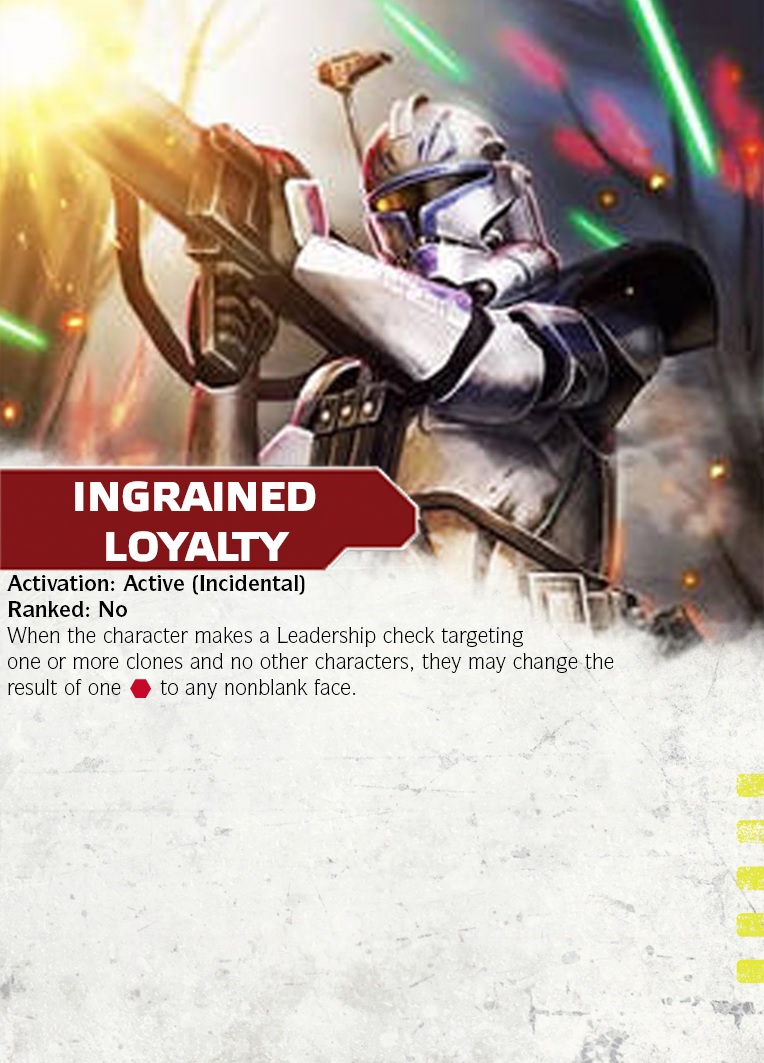 INGRAINED
LOYALTY
Activation: Active (Incidental)
Ranked: No
When the character makes a Leadership check targeting
one or more clones and no other characters, they may change the
result of one to any nonblank face.